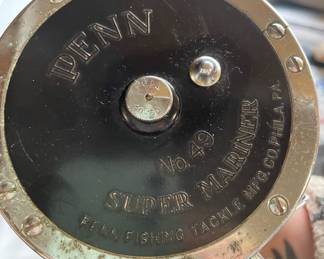 PENN
No. 49
SUPER MARINER
PENN FISHING TACKLE MFG. CO. PHILA. PA.